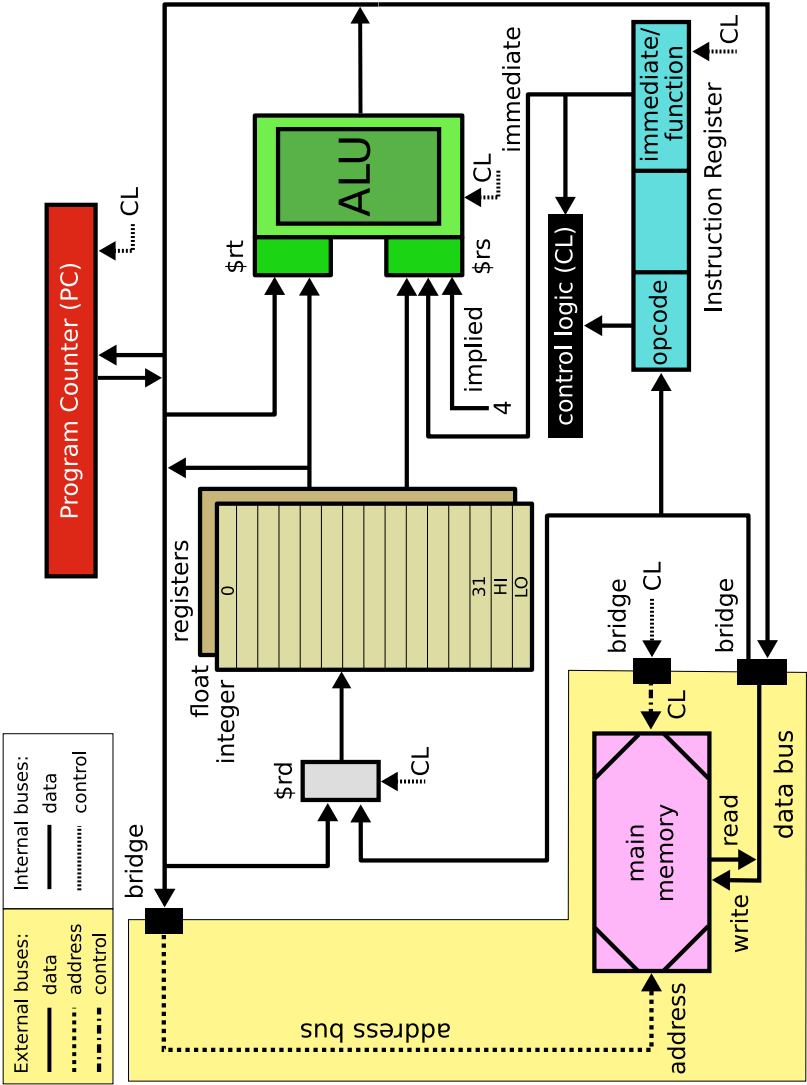 External buses:
data
address
control
Internal buses:
data
control
bridge
address bus
address
main
memory
write
read
data bus
CL
bridge
CL
bridge
$rd
CL
float
integer
registers
0
31
HI
LO
Program Counter (PC)
CL
$rt
$rs
ALU
CL
4
implied
immediate
control logic (CL)
opcode
immediate/
function
Instruction Register
CL